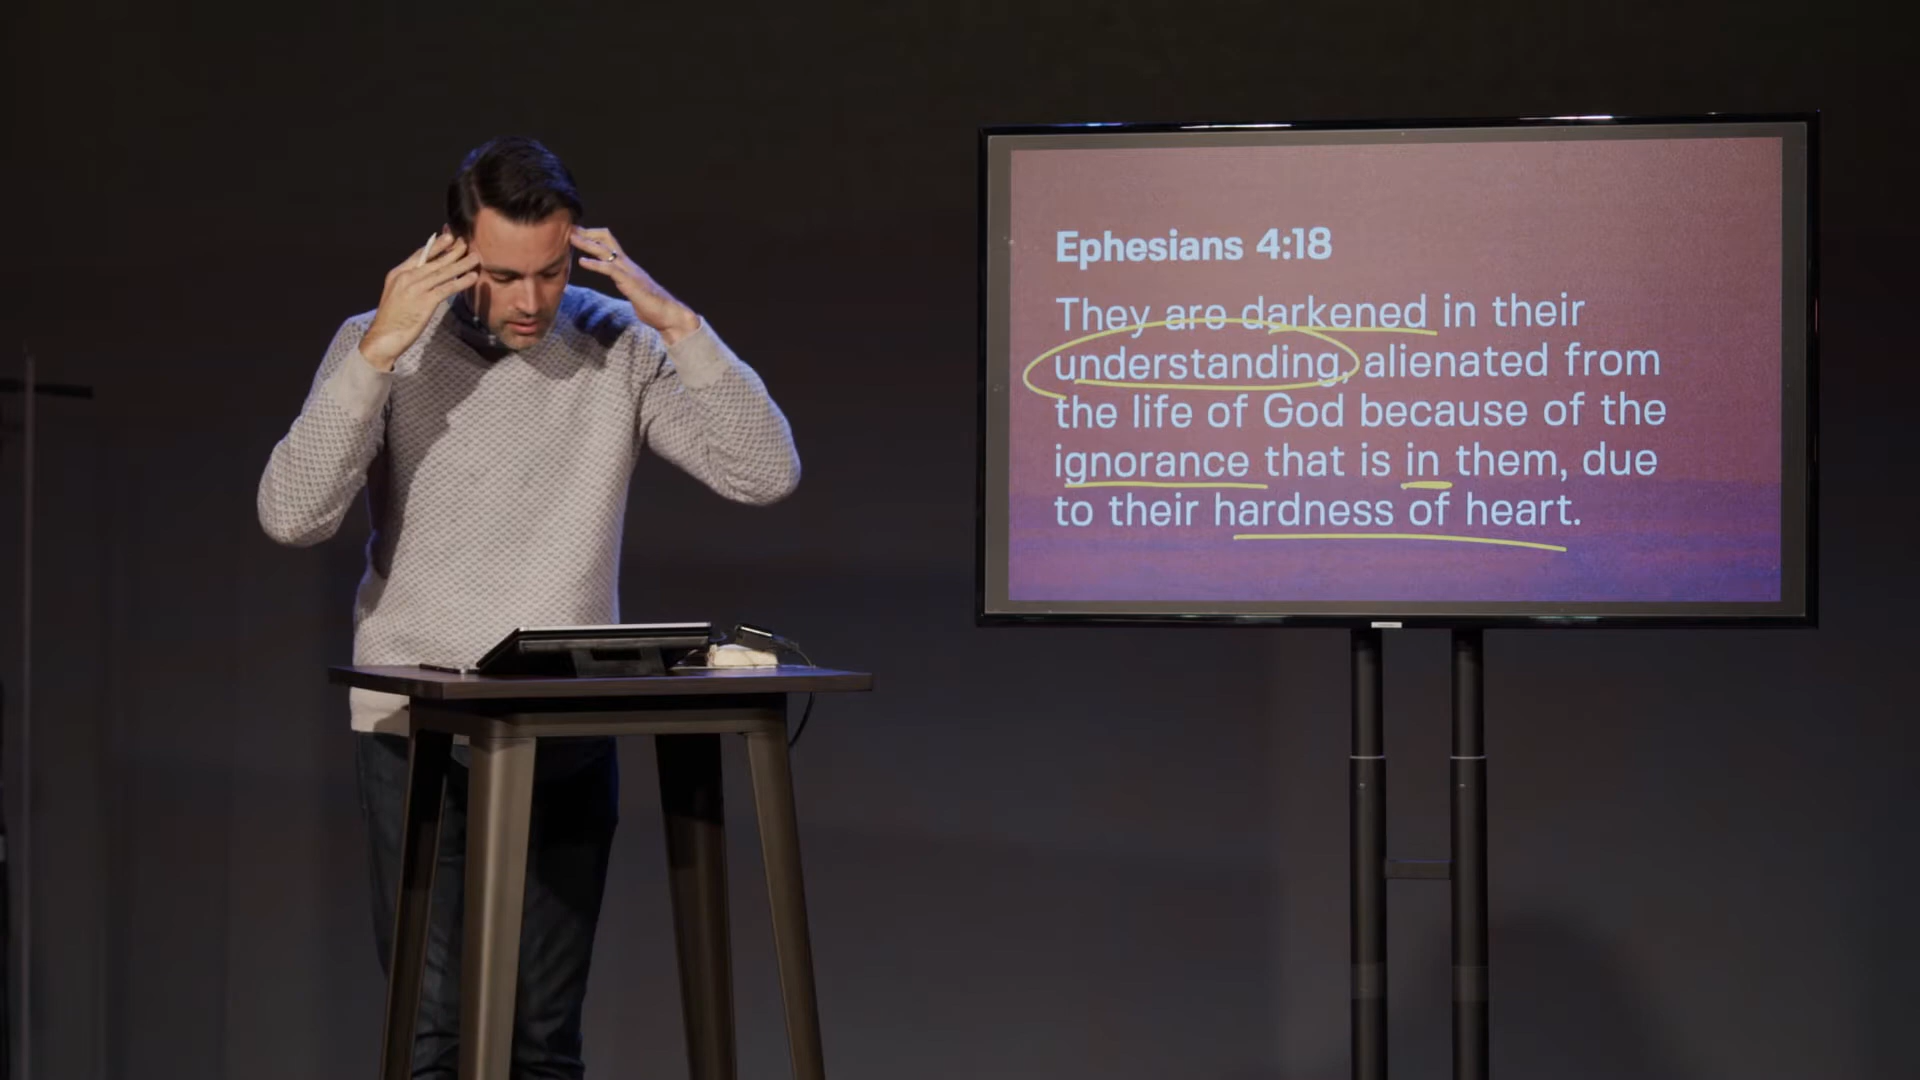 Ephesians 4:18
They are darkened in their
understanding, alienated from
the life of God because of the
ignorance that is in them, due
to their hardness of heart.